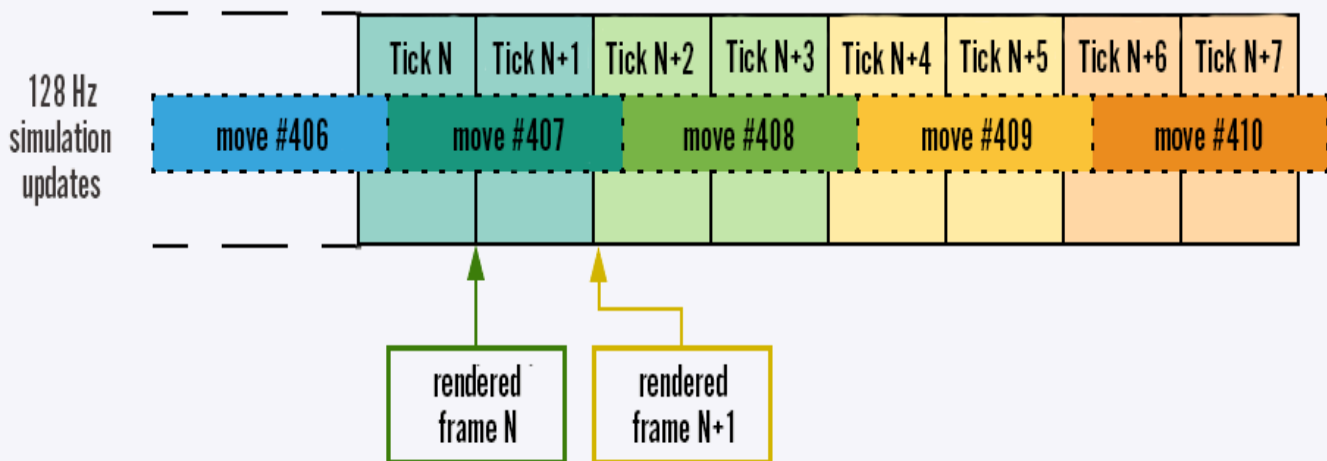 Tick N Tick N+1 Tick N+2 Tick N+3 Tick N+4 Tick N+5 Tick N+6 Tick N+7
128 Hz
simulation
updates
move #406 move #407 move #408 move #409 move #410
rendered
frame N
rendered
frame N+1